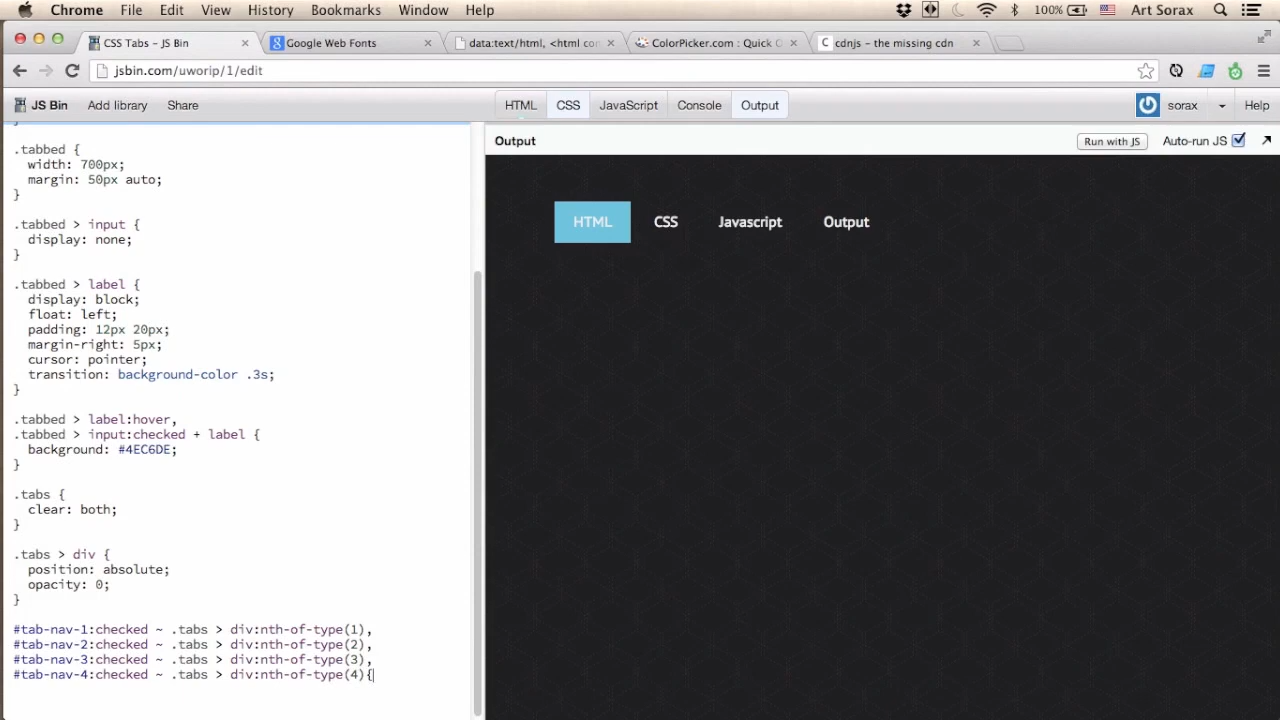 Chrome File Edit View History Bookmarks Window Help 100% Art Sorax
CSS Tabs – JS Bin Google Web Fonts data:text/html, <html con ColorPicker.com : Quick C cdnjs – the missing cdn
jsbin.com/uworip/1/edit
JS Bin Add library Share HTML CSS JavaScript Console Output sorax Help
}
.tabbed {
width: 700px;
margin: 50px auto;
}
.tabbed > input {
display: none;
}
.tabbed > label {
display: block;
float: left;
padding: 12px 20px;
margin-right: 5px;
cursor: pointer;
transition: background-color .3s;
}
.tabbed > label:hover,
.tabbed > input:checked + label {
background: #4EC6DE;
}
.tabs {
clear: both;
}
.tabs > div {
position: absolute;
opacity: 0;
}
#tab-nav-1:checked ~ .tabs > div:nth-of-type(1),
#tab-nav-2:checked ~ .tabs > div:nth-of-type(2),
#tab-nav-3:checked ~ .tabs > div:nth-of-type(3),
#tab-nav-4:checked ~ .tabs > div:nth-of-type(4){
Output Run with JS Auto-run JS
HTML CSS Javascript Output